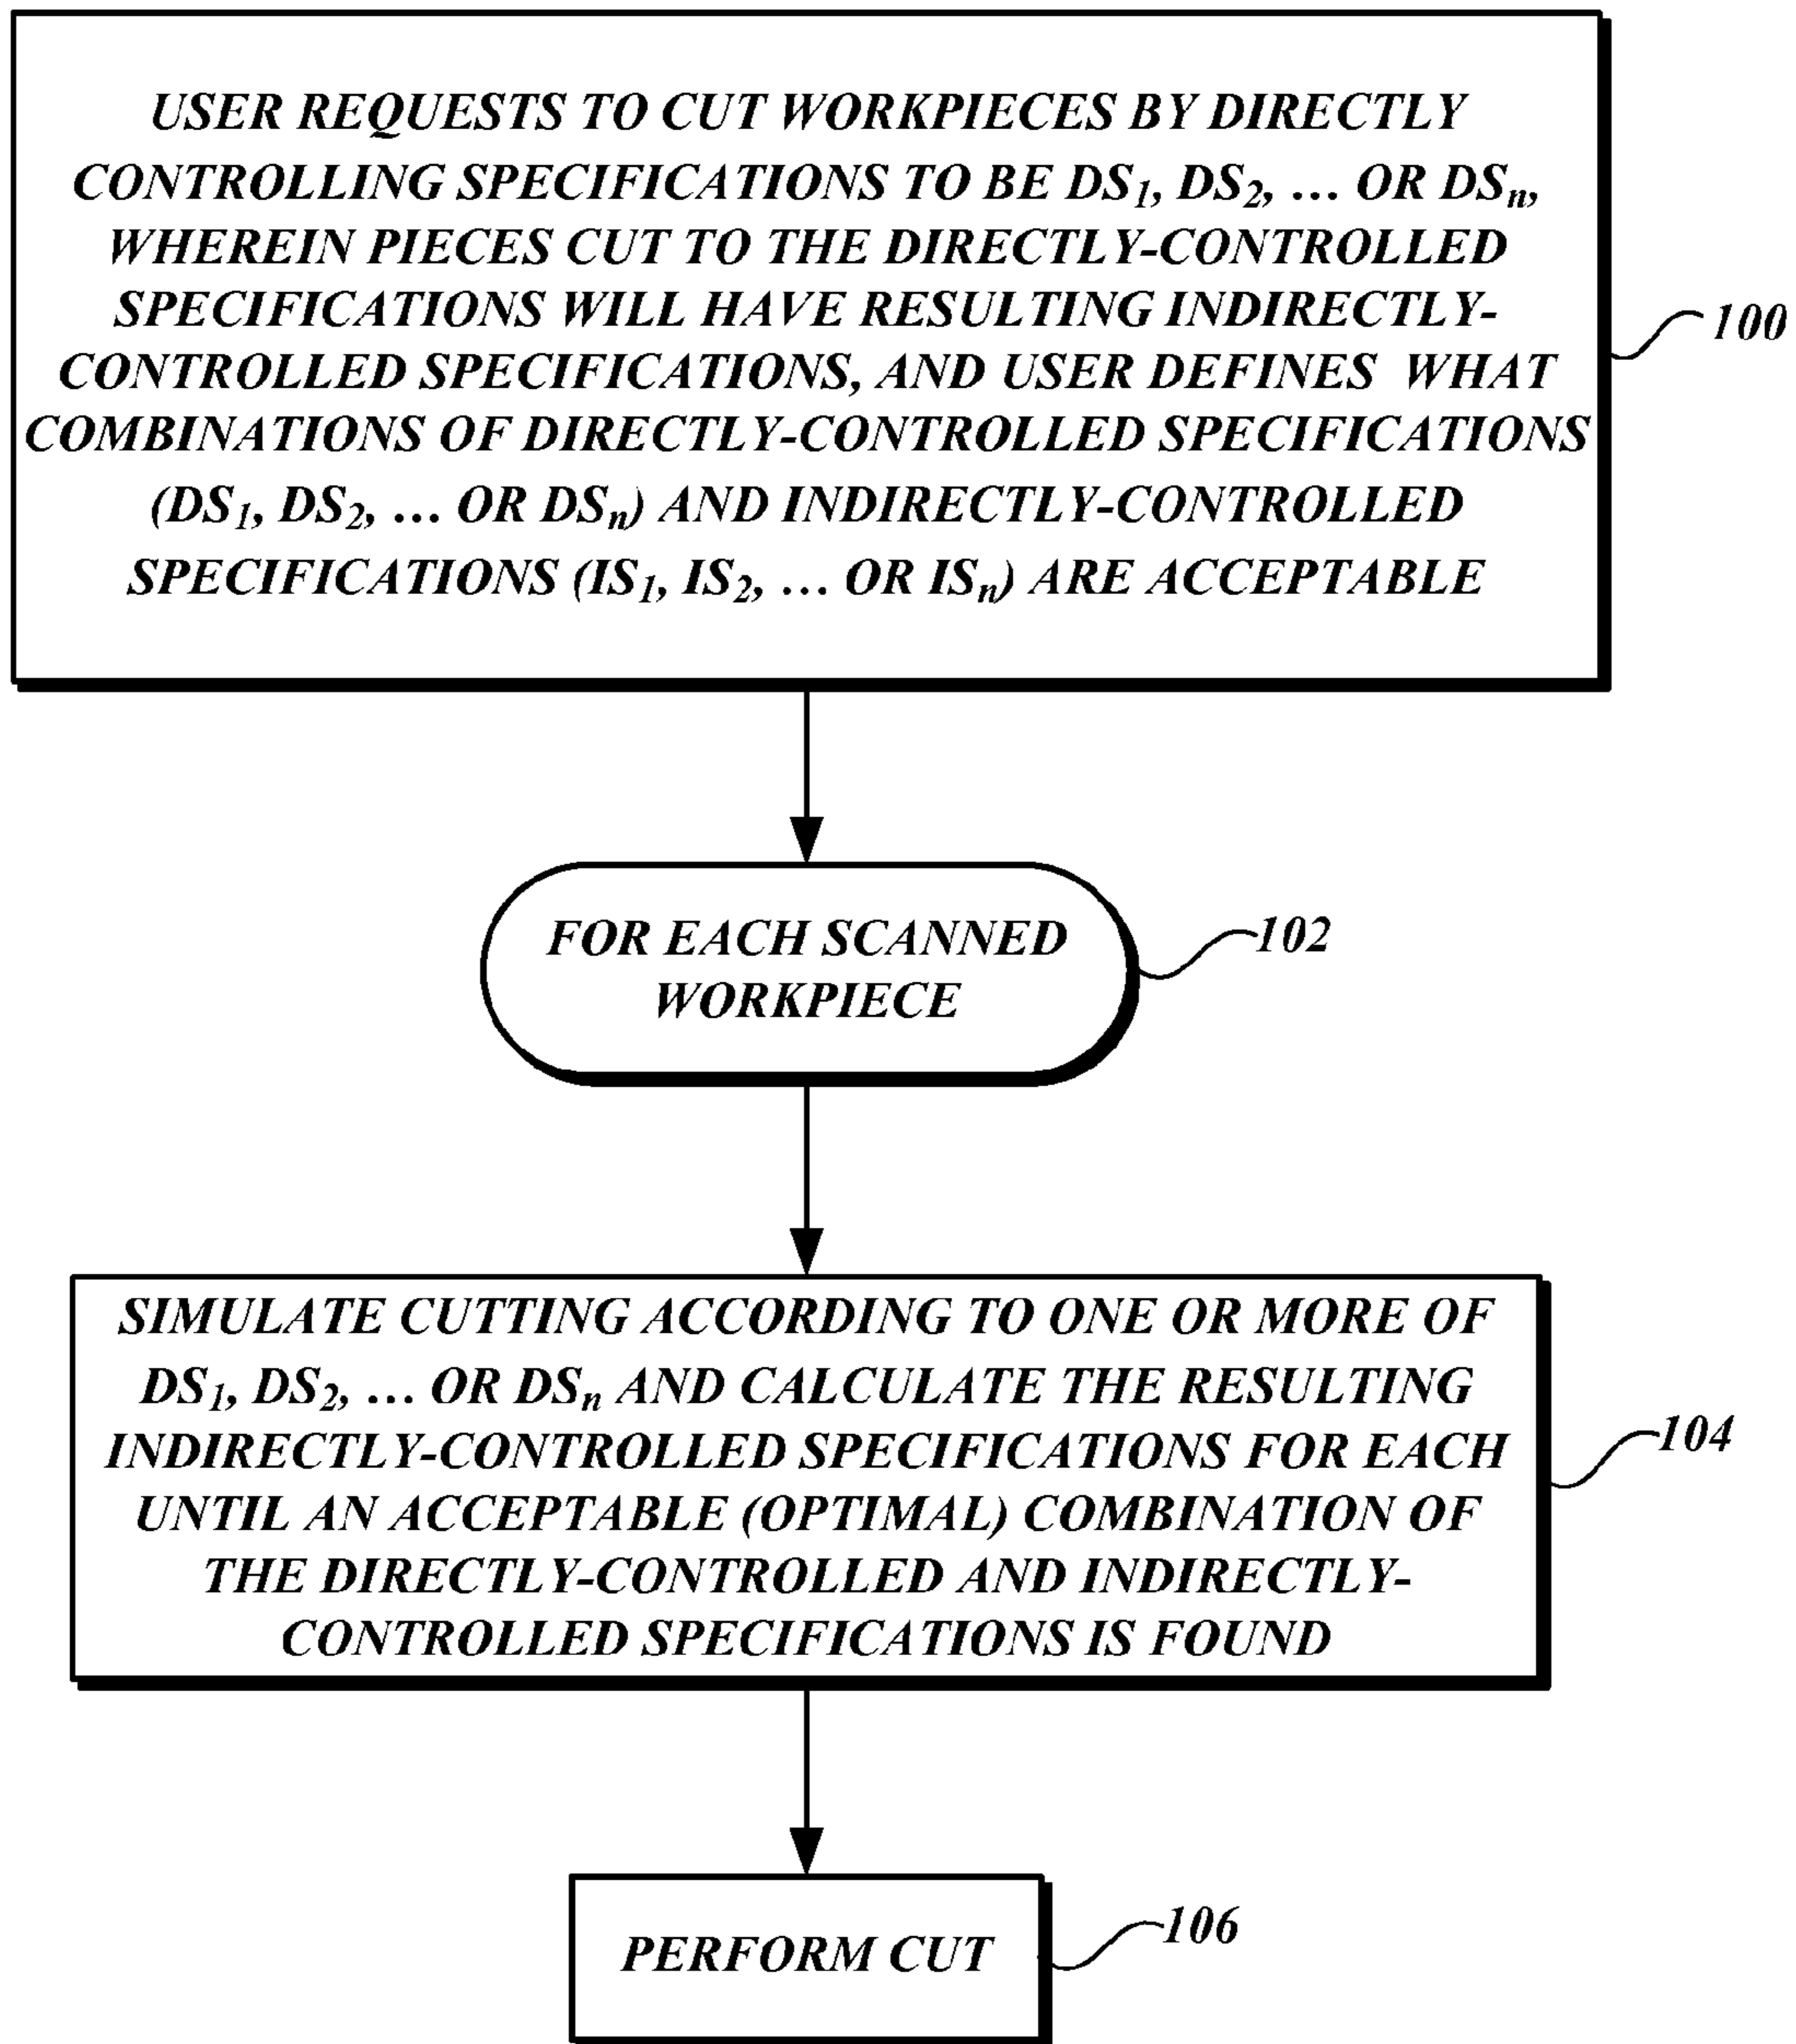 USER REQUESTS TO CUT WORKPIECES BY DIRECTLY
CONTROLLING SPECIFICATIONS TO BE DS₁, DS₂, … OR DSₙ,
WHEREIN PIECES CUT TO THE DIRECTLY-CONTROLLED
SPECIFICATIONS WILL HAVE RESULTING INDIRECTLY-
CONTROLLED SPECIFICATIONS, AND USER DEFINES WHAT
COMBINATIONS OF DIRECTLY-CONTROLLED SPECIFICATIONS
(DS₁, DS₂, … OR DSₙ) AND INDIRECTLY-CONTROLLED
SPECIFICATIONS (IS₁, IS₂, … OR ISₙ) ARE ACCEPTABLE
100
FOR EACH SCANNED
WORKPIECE
102
SIMULATE CUTTING ACCORDING TO ONE OR MORE OF
DS₁, DS₂, … OR DSₙ AND CALCULATE THE RESULTING
INDIRECTLY-CONTROLLED SPECIFICATIONS FOR EACH
UNTIL AN ACCEPTABLE (OPTIMAL) COMBINATION OF
THE DIRECTLY-CONTROLLED AND INDIRECTLY-
CONTROLLED SPECIFICATIONS IS FOUND
104
PERFORM CUT
106